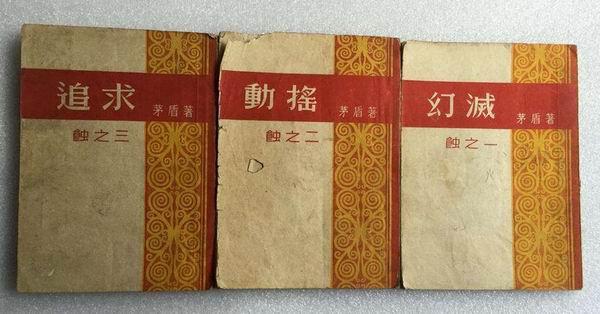 追求 茅盾著
蝕之三
動搖 茅盾著
蝕之二
幻滅 茅盾著
蝕之一